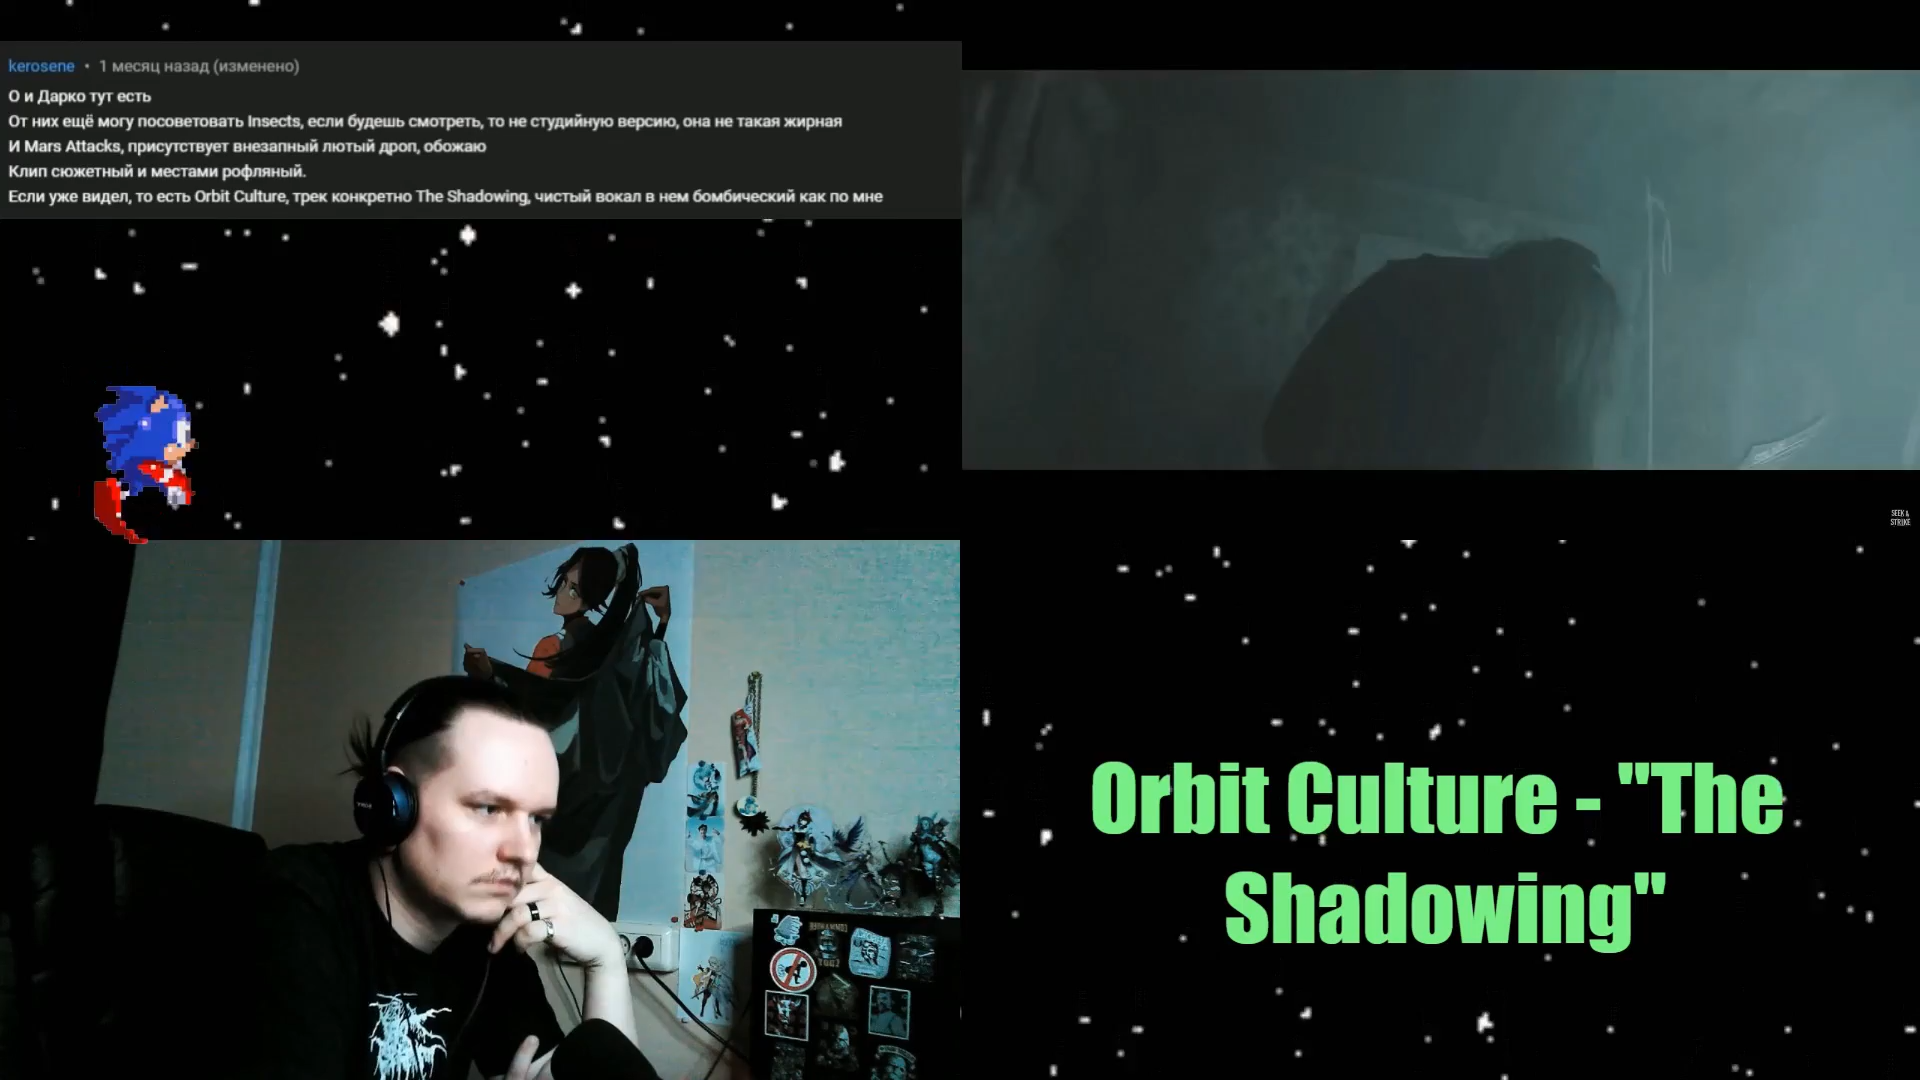 kerosene • 1 месяц назад (изменено)
О и Дарко тут есть
От них ещё могу посоветовать Insects, если будешь смотреть, то не студийную версию, она не такая жирная
И Mars Attacks, присутствует внезапный лютый дроп, обожаю
Клип сюжетный и местами рофляный.
Если уже видел, то есть Orbit Culture, трек конкретно The Shadowing, чистый вокал в нем бомбический как по мне
SEEK &
STRIKE
Orbit Culture - "The
Shadowing"